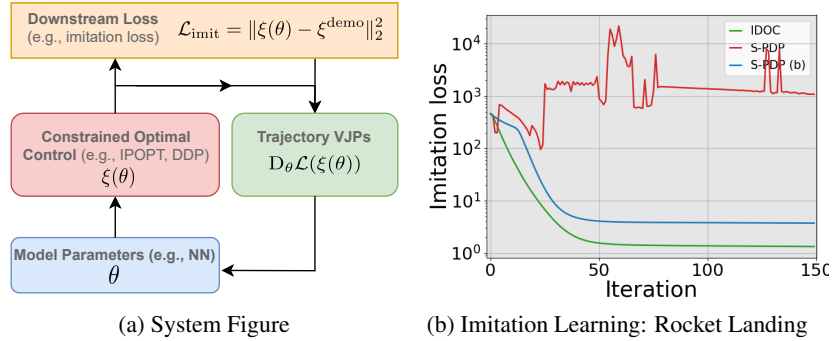 Downstream Loss
(e.g., imitation loss)
ℒ_imit = ‖ξ(θ) − ξ^demo‖₂²
Constrained Optimal
Control (e.g., IPOPT, DDP)
ξ(θ)
Trajectory VJPs
D_θ ℒ(ξ(θ))
Model Parameters (e.g., NN)
θ
(a) System Figure
IDOC
S-PDP
S-PDP (b)
Imitation loss
10⁴
10³
10²
10¹
10⁰
0
50
100
150
Iteration
(b) Imitation Learning: Rocket Landing